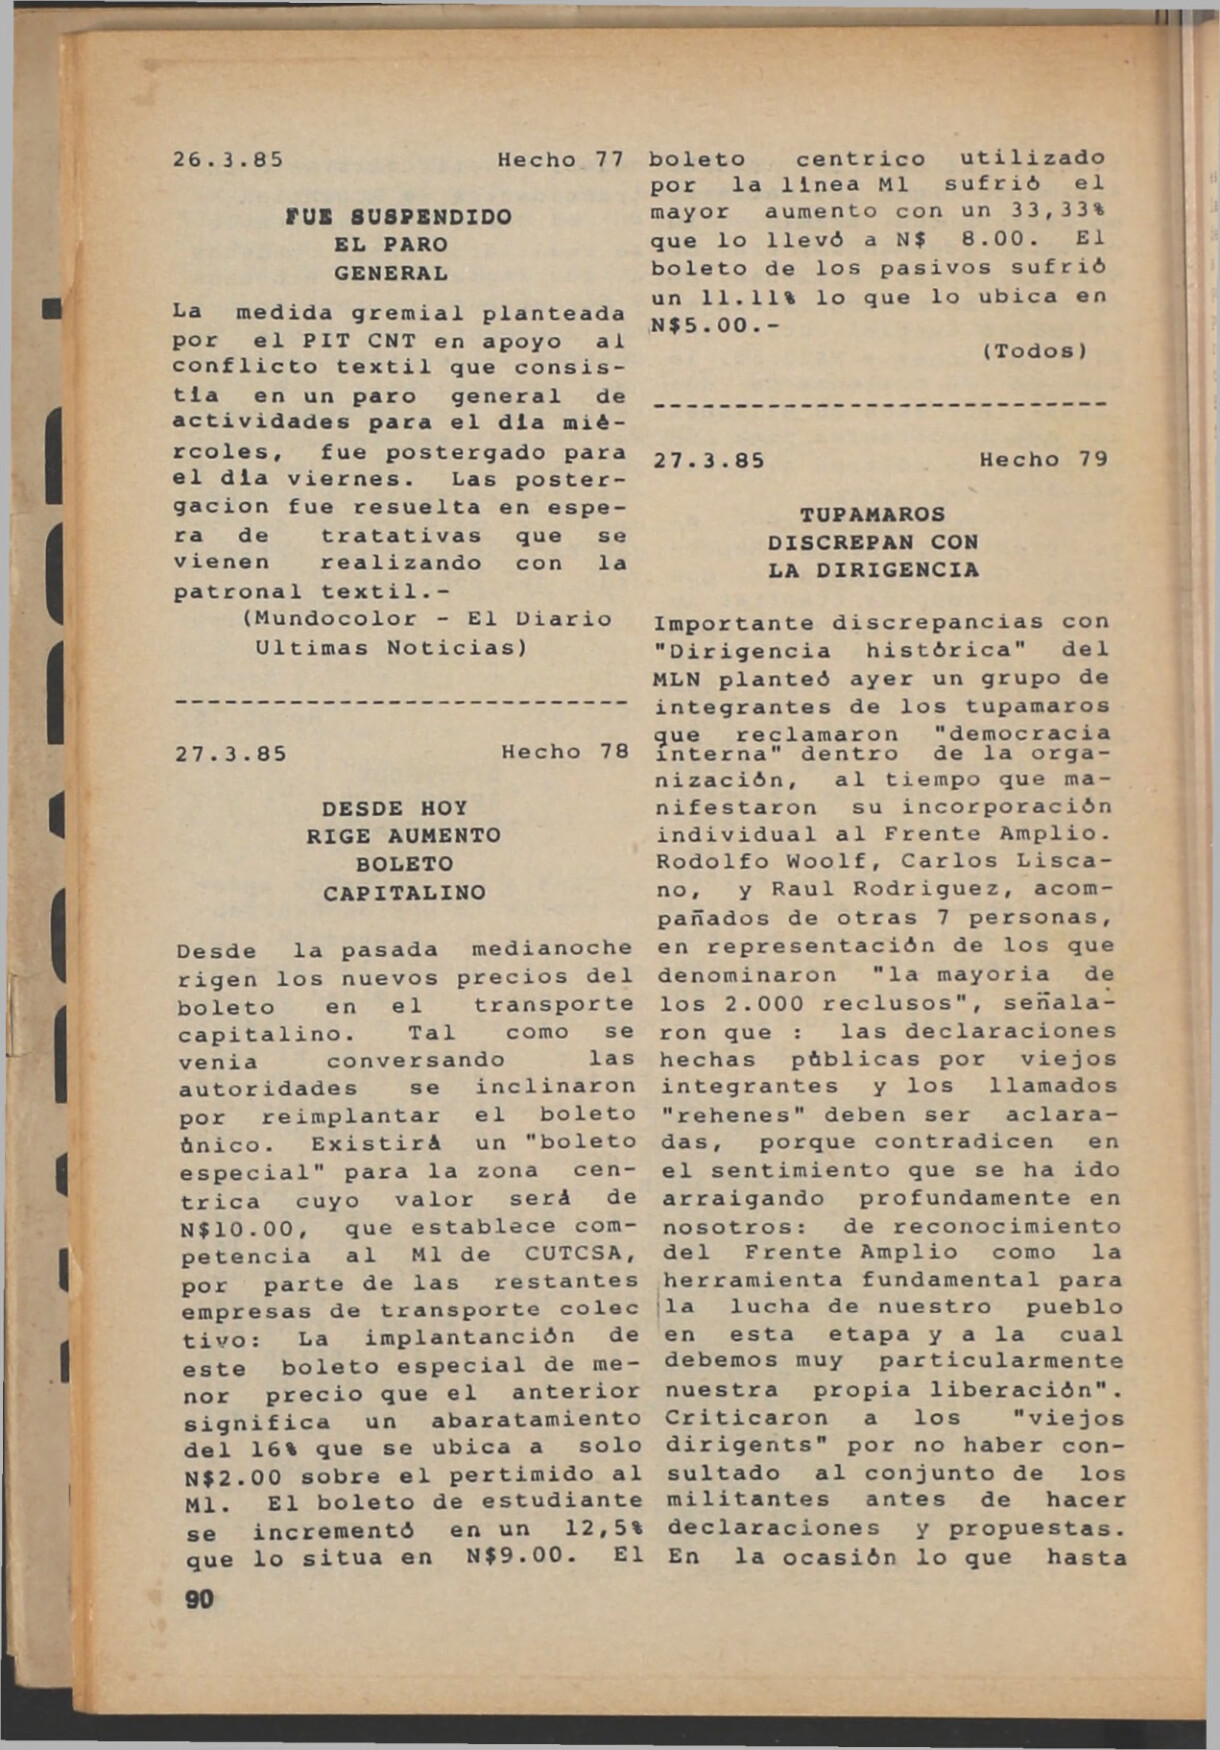 26.3.85 Hecho 77
FUE SUSPENDIDO
EL PARO
GENERAL
La medida gremial planteada
por el PIT CNT en apoyo al
conflicto textil que consis-
tía en un paro general de
actividades para el día mié-
rcoles, fue postergado para
el día viernes. Las poster-
gacion fue resuelta en espe-
ra de tratativas que se
vienen realizando con la
patronal textil.-
(Mundocolor - El Diario
Ultimas Noticias)
----------------------------
27.3.85 Hecho 78
DESDE HOY
RIGE AUMENTO
BOLETO
CAPITALINO
Desde la pasada medianoche
rigen los nuevos precios del
boleto en el transporte
capitalino. Tal como se
venia conversando las
autoridades se inclinaron
por reimplantar el boleto
único. Existirá un "boleto
especial" para la zona cen-
trica cuyo valor será de
N$10.00, que establece com-
petencia al M1 de CUTCSA,
por parte de las restantes
empresas de transporte colec
tivo: La implantanción de
este boleto especial de me-
nor precio que el anterior
significa un abaratamiento
del 16% que se ubica a solo
N$2.00 sobre el pertimido al
M1. El boleto de estudiante
se incrementó en un 12,5%
que lo situa en N$9.00. El
90
boleto centrico utilizado
por la línea M1 sufrió el
mayor aumento con un 33,33%
que lo llevó a N$ 8.00. El
boleto de los pasivos sufrió
un 11.11% lo que lo ubica en
N$5.00.-
(Todos)
----------------------------
27.3.85 Hecho 79
TUPAMAROS
DISCREPAN CON
LA DIRIGENCIA
Importante discrepancias con
"Dirigencia histórica" del
MLN planteó ayer un grupo de
integrantes de los tupamaros
que reclamaron "democracia
interna" dentro de la orga-
nización, al tiempo que ma-
nifestaron su incorporación
individual al Frente Amplio.
Rodolfo Woolf, Carlos Lisca-
no, y Raul Rodriguez, acom-
pañados de otras 7 personas,
en representación de los que
denominaron "la mayoria de
los 2.000 reclusos", señala-
ron que : las declaraciones
hechas públicas por viejos
integrantes y los llamados
"rehenes" deben ser aclara-
das, porque contradicen en
el sentimiento que se ha ido
arraigando profundamente en
nosotros: de reconocimiento
del Frente Amplio como la
herramienta fundamental para
la lucha de nuestro pueblo
en esta etapa y a la cual
debemos muy particularmente
nuestra propia liberación".
Criticaron a los "viejos
dirigents" por no haber con-
sultado al conjunto de los
militantes antes de hacer
declaraciones y propuestas.
En la ocasión lo que hasta